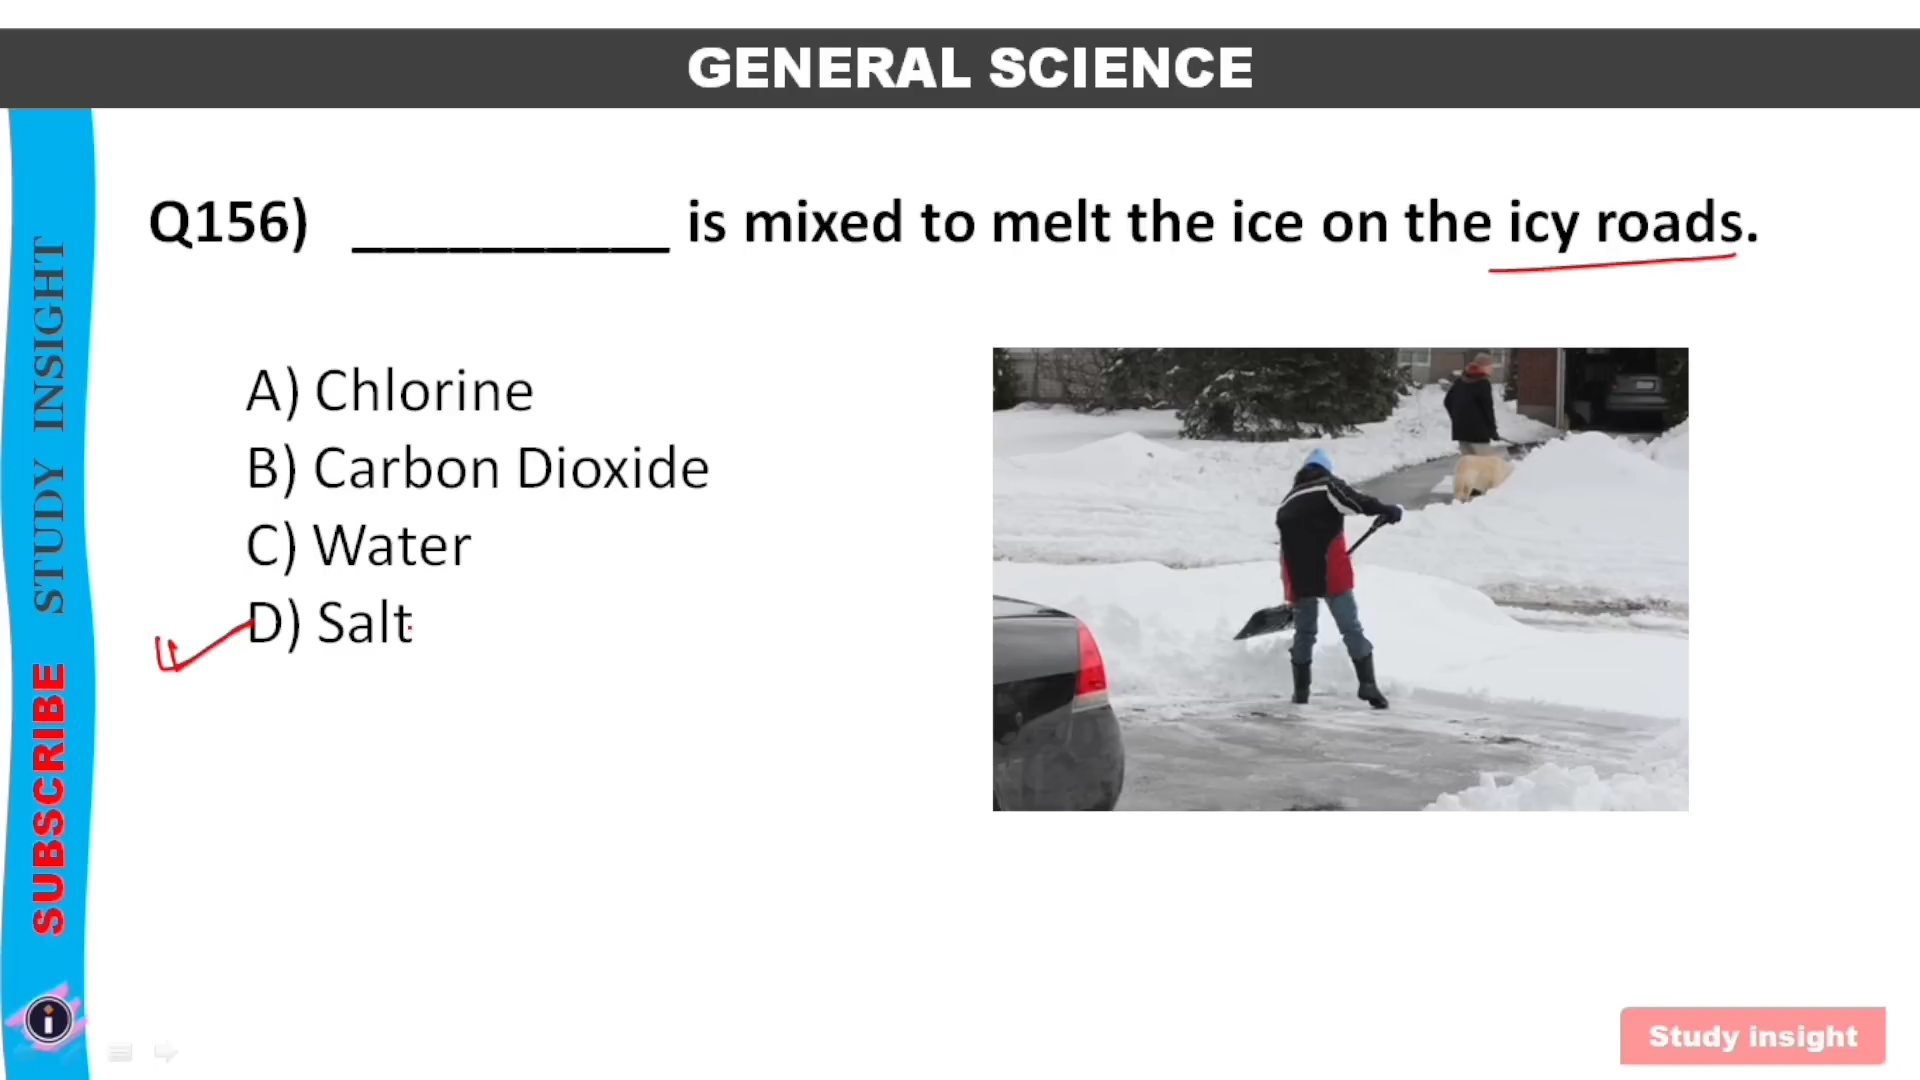 GENERAL SCIENCE
Q156) __________ is mixed to melt the ice on the icy roads.
A) Chlorine
B) Carbon Dioxide
C) Water
D) Salt
SUBSCRIBE STUDY INSIGHT
Study insight